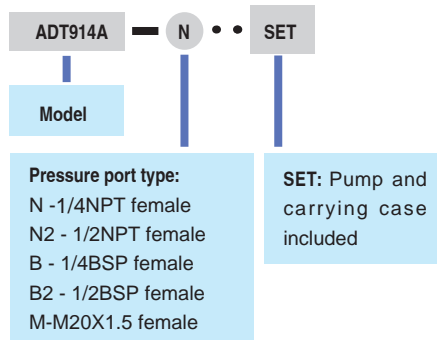 ADT914A — N • • SET
Model
Pressure port type:
N -1/4NPT female
N2 - 1/2NPT female
B - 1/4BSP female
B2 - 1/2BSP female
M-M20X1.5 female
SET: Pump and
carrying case
included